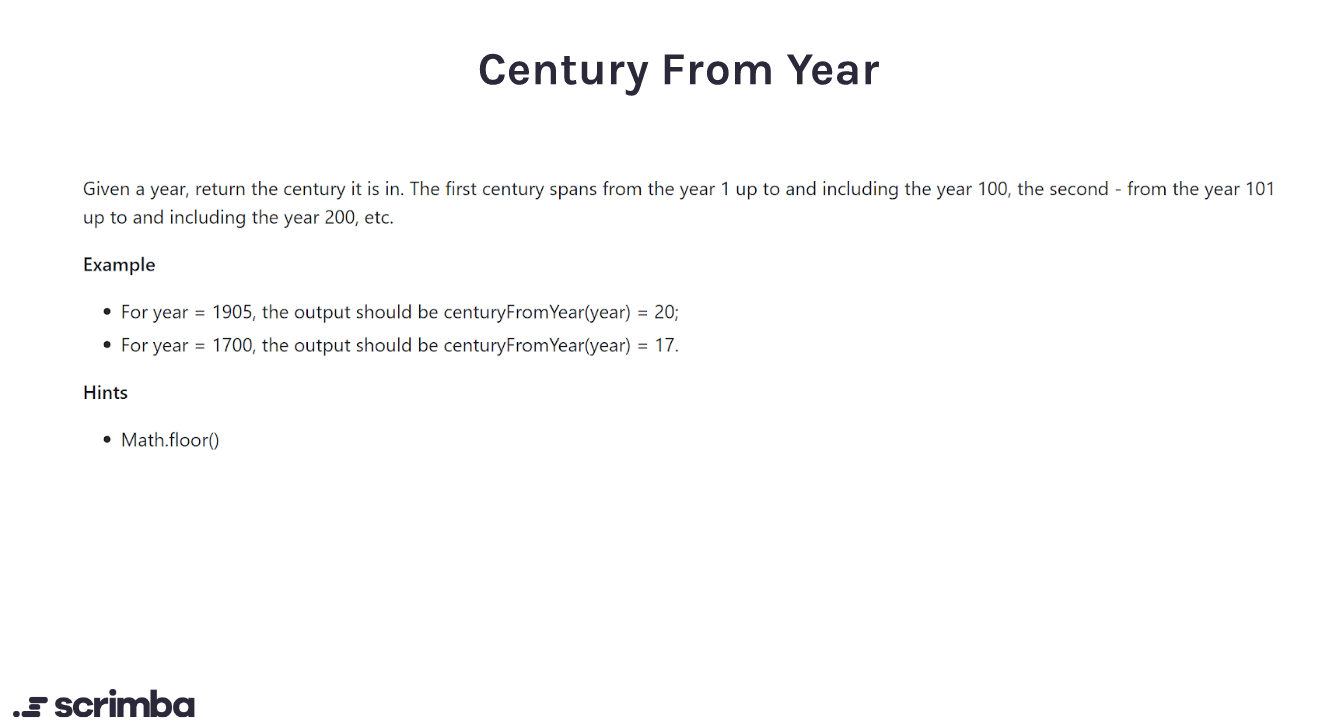 Century From Year
Given a year, return the century it is in. The first century spans from the year 1 up to and including the year 100, the second - from the year 101
up to and including the year 200, etc.
Example
• For year = 1905, the output should be centuryFromYear(year) = 20;
• For year = 1700, the output should be centuryFromYear(year) = 17.
Hints
• Math.floor()
scrimba